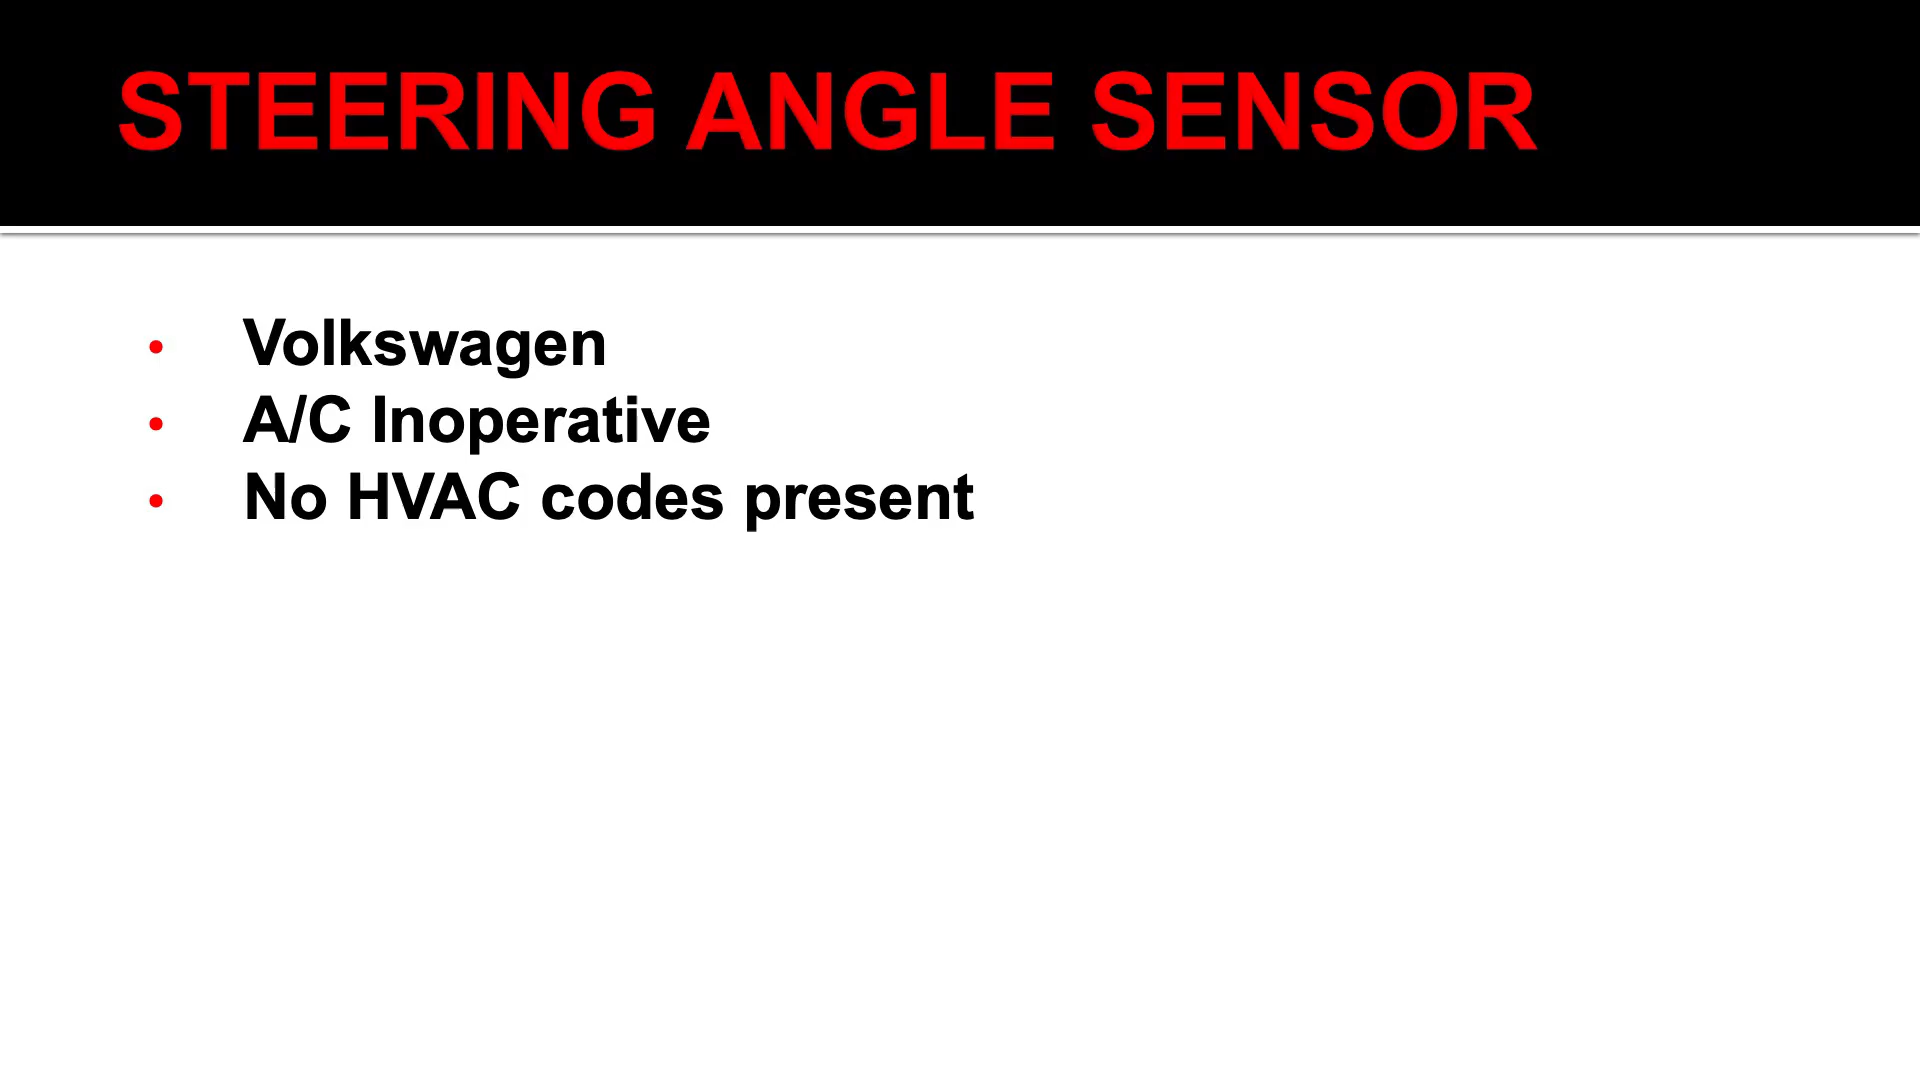 STEERING ANGLE SENSOR
• Volkswagen
• A/C Inoperative
• No HVAC codes present